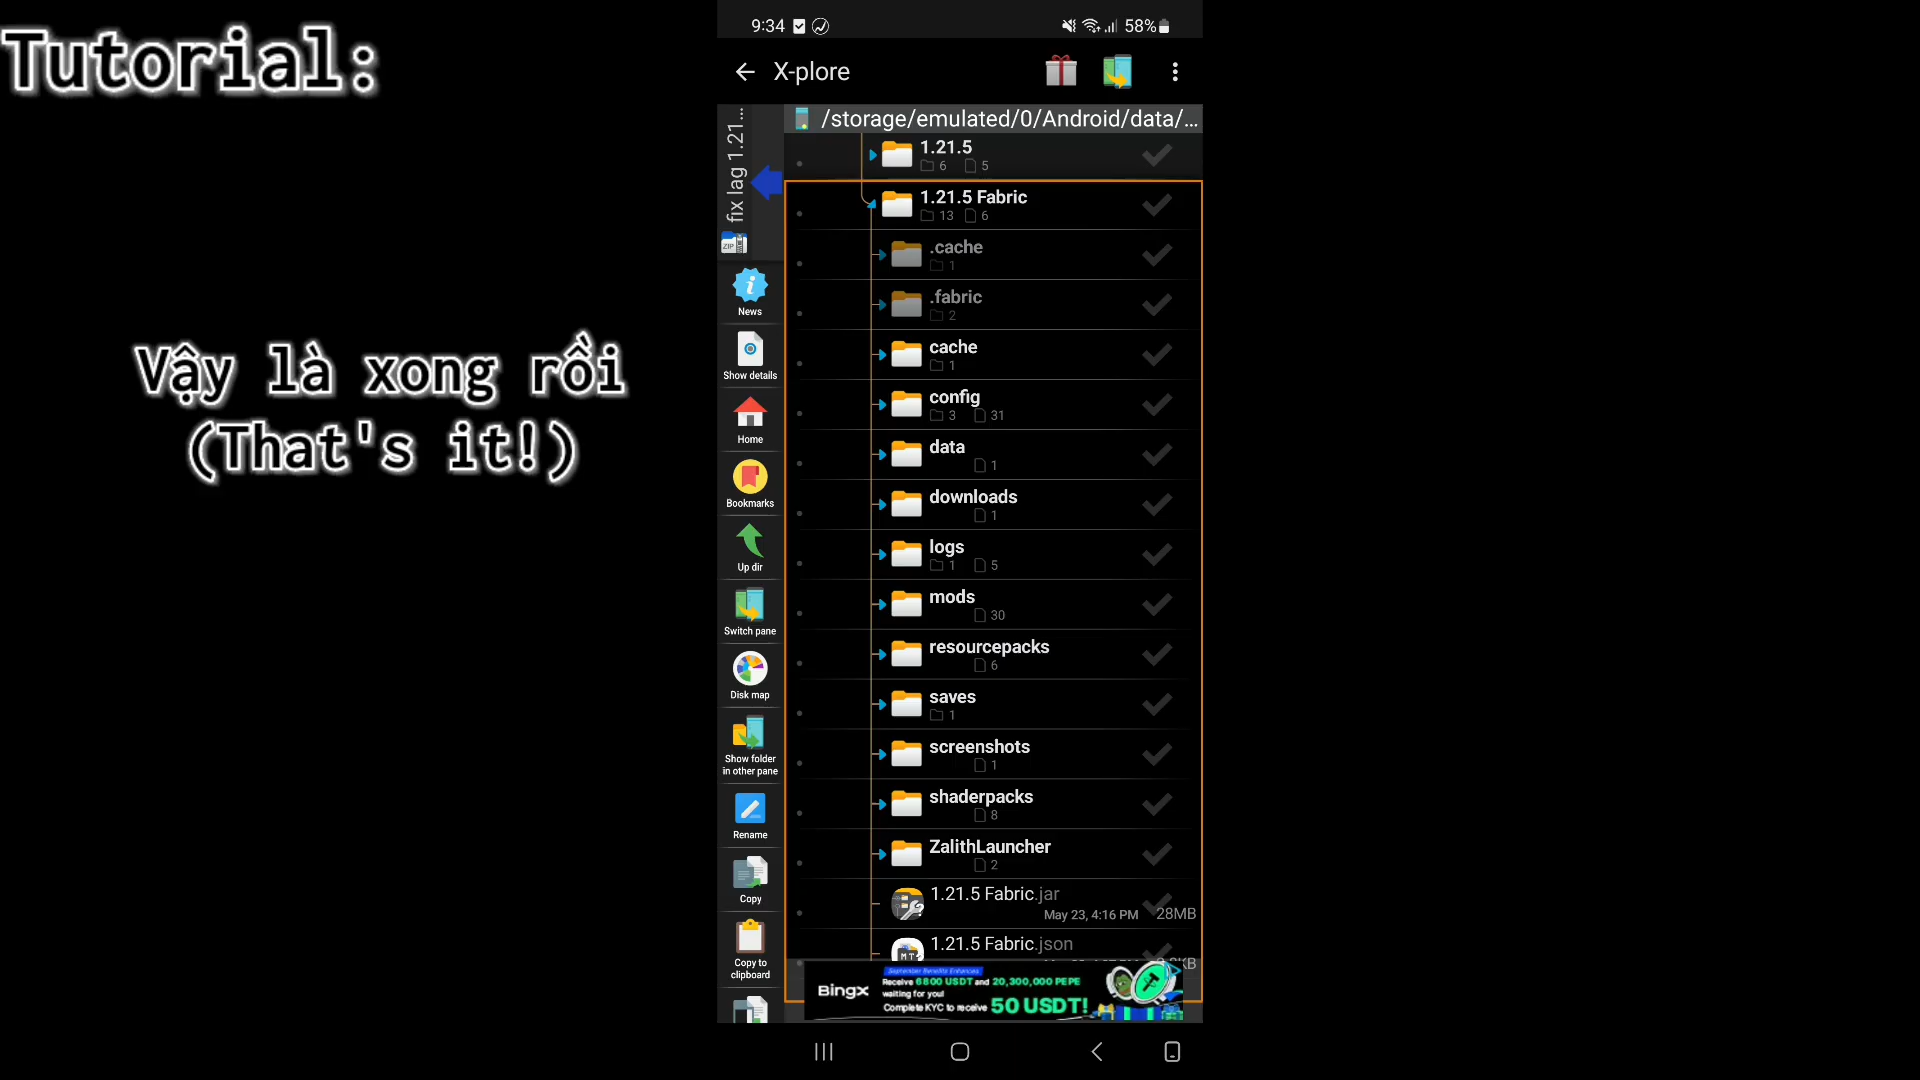 Tutorial:
Vậy là xong rồi
(That's it!)
9:34
58%
X-plore
/storage/emulated/0/Android/data/...
fix lag 1.21...
ZIP
News
Show details
Home
Bookmarks
Up dir
Switch pane
Disk map
Show folder
in other pane
Rename
Copy
Copy to
clipboard
1.21.5
6 5
1.21.5 Fabric
13 6
.cache
1
.fabric
2
cache
1
config
3 31
data
1
downloads
1
logs
1 5
mods
30
resourcepacks
6
saves
1
screenshots
1
shaderpacks
8
ZalithLauncher
2
1.21.5 Fabric.jar
May 23, 4:16 PM 28MB
1.21.5 Fabric.json
BingX
September Benefits Enhances
Receive 6800 USDT and 20,300,000 PEPE
waiting for you!
Complete KYC to receive 50 USDT!